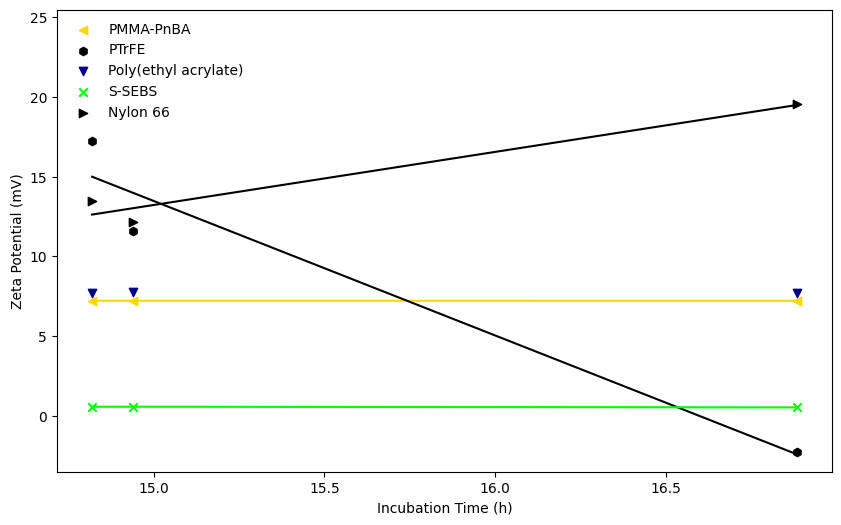 25
20
15
10
5
0
15.0
15.5
16.0
16.5
Zeta Potential (mV)
Incubation Time (h)
PMMA-PnBA
PTrFE
Poly(ethyl acrylate)
S-SEBS
Nylon 66